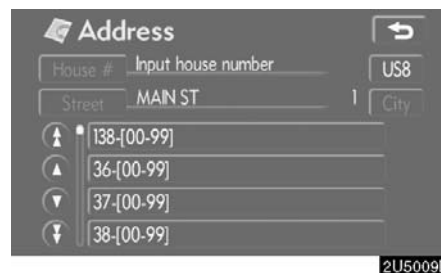 Address
House # Input house number US8
Street MAIN ST 1 City
138-[00-99]
36-[00-99]
37-[00-99]
38-[00-99]
2U5009